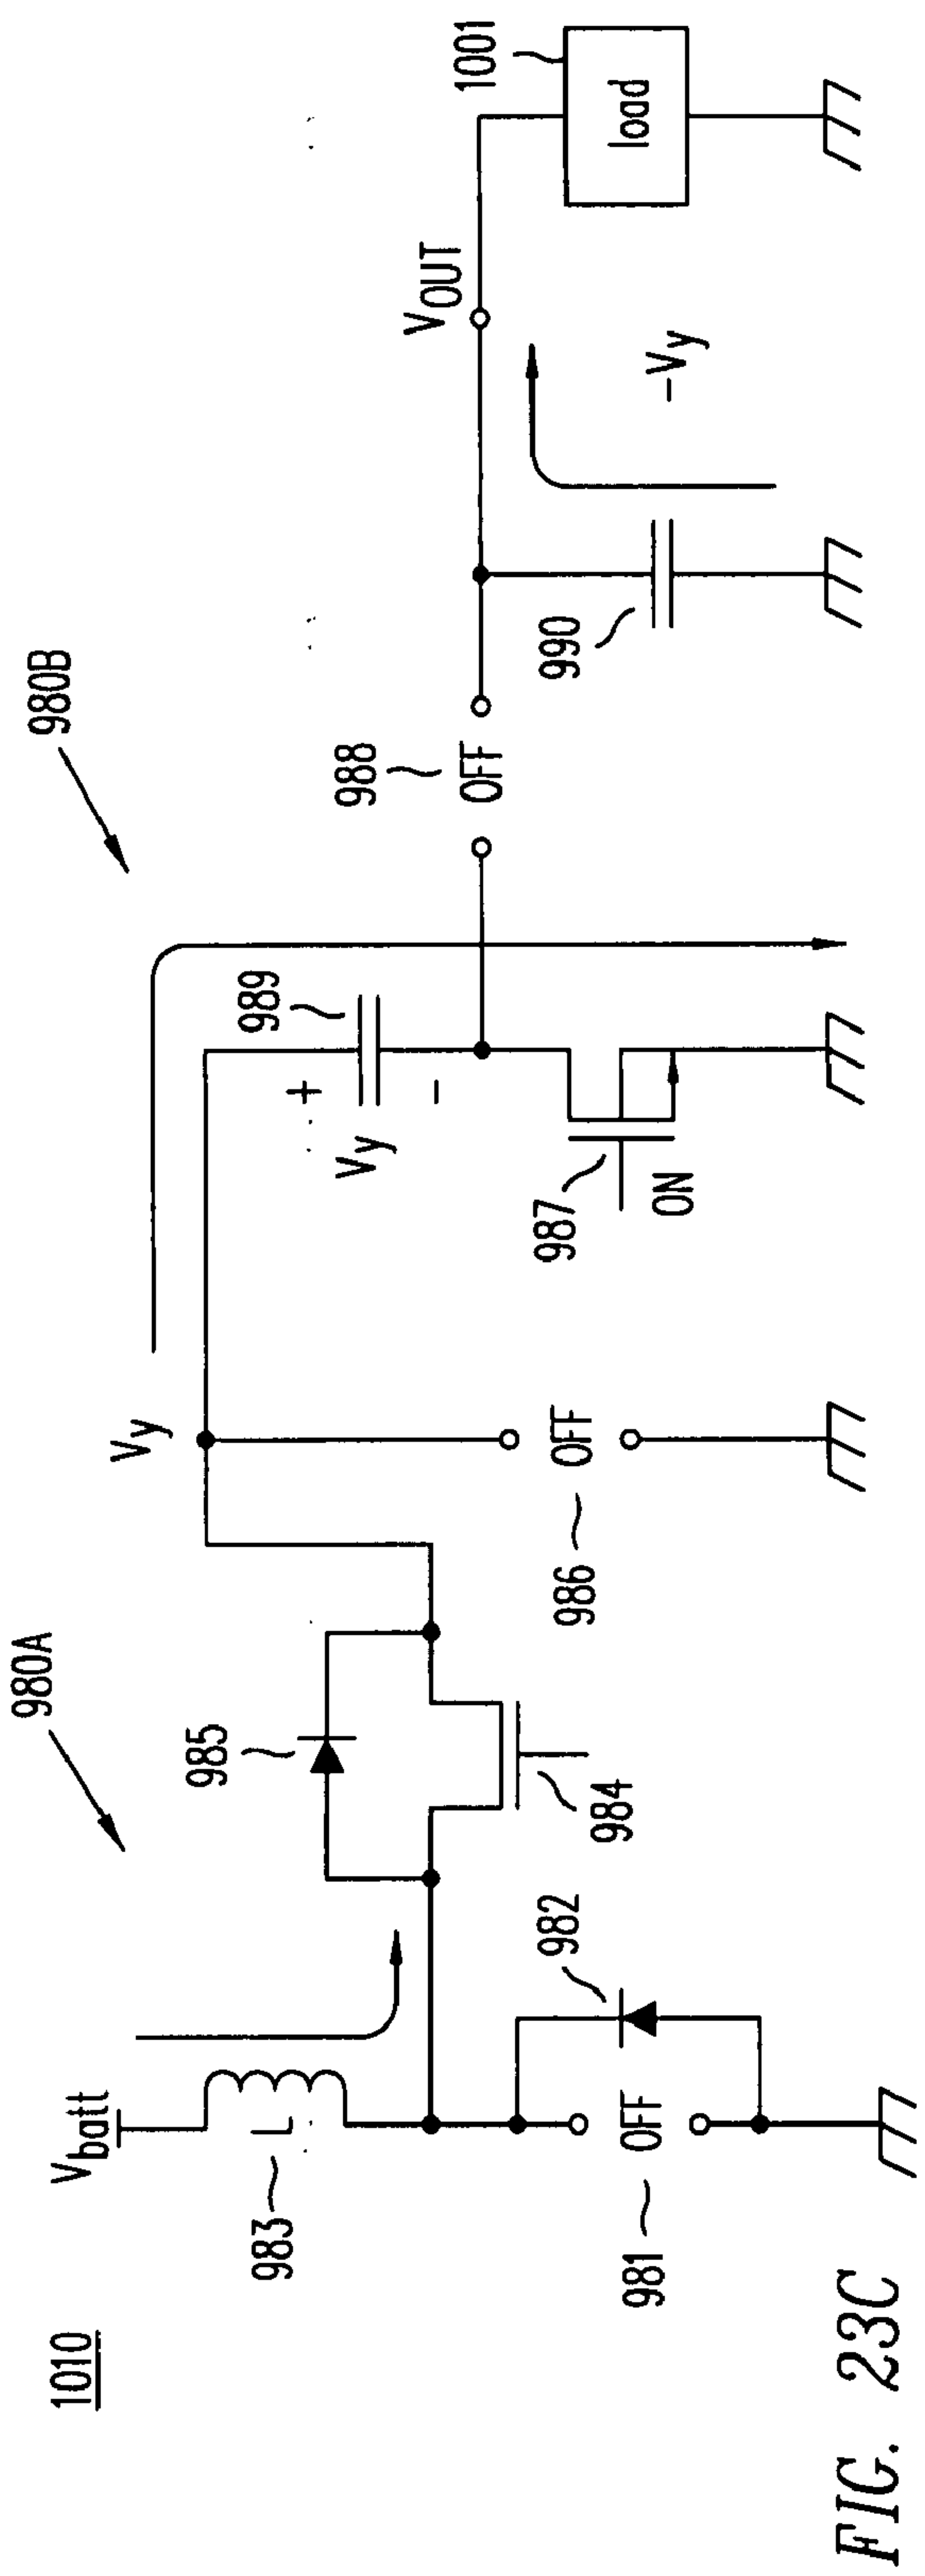 1010
980A
980B
Vbatt
983
L
981
OFF
982
985
984
Vy
986
OFF
989
+
Vy
-
987
ON
988
OFF
990
-Vy
VOUT
1001
load
FIG. 23C